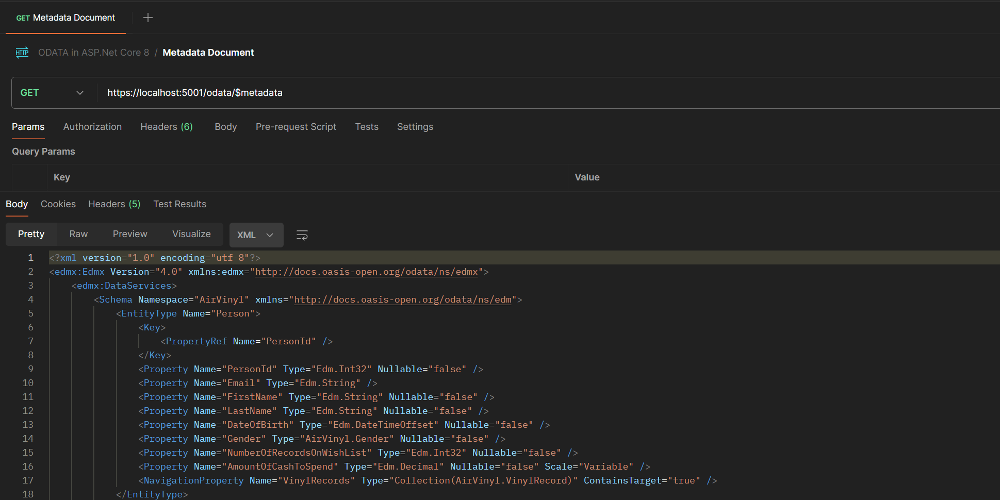 GET Metadata Document
HTTP ODATA in ASP.Net Core 8 / Metadata Document
GET https://localhost:5001/odata/$metadata
Params Authorization Headers (6) Body Pre-request Script Tests Settings
Query Params
Key Value
Body Cookies Headers (5) Test Results
Pretty Raw Preview Visualize XML
1 <?xml version="1.0" encoding="utf-8"?>
2 <edmx:Edmx Version="4.0" xmlns:edmx="http://docs.oasis-open.org/odata/ns/edmx">
3 <edmx:DataServices>
4 <Schema Namespace="AirVinyl" xmlns="http://docs.oasis-open.org/odata/ns/edm">
5 <EntityType Name="Person">
6 <Key>
7 <PropertyRef Name="PersonId" />
8 </Key>
9 <Property Name="PersonId" Type="Edm.Int32" Nullable="false" />
10 <Property Name="Email" Type="Edm.String" />
11 <Property Name="FirstName" Type="Edm.String" Nullable="false" />
12 <Property Name="LastName" Type="Edm.String" Nullable="false" />
13 <Property Name="DateOfBirth" Type="Edm.DateTimeOffset" Nullable="false" />
14 <Property Name="Gender" Type="AirVinyl.Gender" Nullable="false" />
15 <Property Name="NumberOfRecordsOnWishList" Type="Edm.Int32" Nullable="false" />
16 <Property Name="AmountOfCashToSpend" Type="Edm.Decimal" Nullable="false" Scale="Variable" />
17 <NavigationProperty Name="VinylRecords" Type="Collection(AirVinyl.VinylRecord)" ContainsTarget="true" />
18 </EntityType>